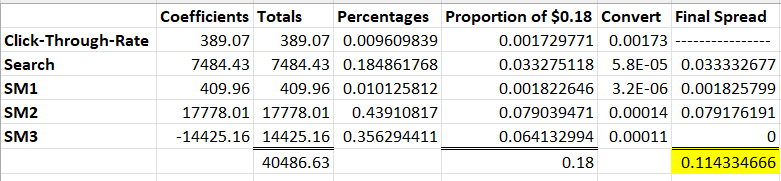 Coefficients Totals Percentages Proportion of $0.18 Convert Final Spread
Click-Through-Rate 389.07 389.07 0.009609839 0.001729771 0.00173 ----------------
Search 7484.43 7484.43 0.184861768 0.033275118 5.8E-05 0.033332677
SM1 409.96 409.96 0.010125812 0.001822646 3.2E-06 0.001825799
SM2 17778.01 17778.01 0.43910817 0.079039471 0.00014 0.079176191
SM3 -14425.16 14425.16 0.356294411 0.064132994 0.00011 0
40486.63 0.18 0.114334666